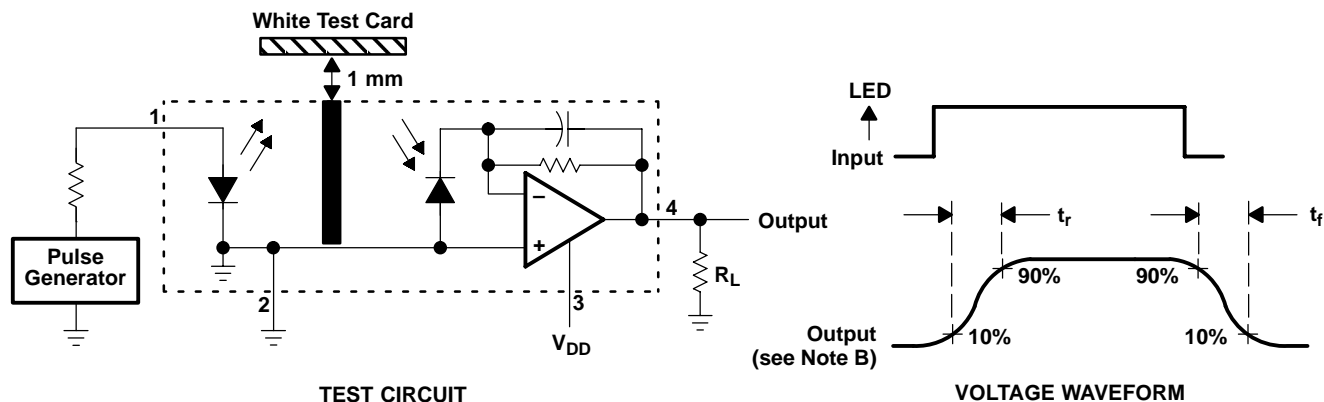 White Test Card
1 mm
1
Pulse
Generator
2
–
+
4
3
V_DD
R_L
Output
TEST CIRCUIT
LED
Input
t_r
t_f
90%
90%
Output
(see Note B)
10%
10%
VOLTAGE WAVEFORM